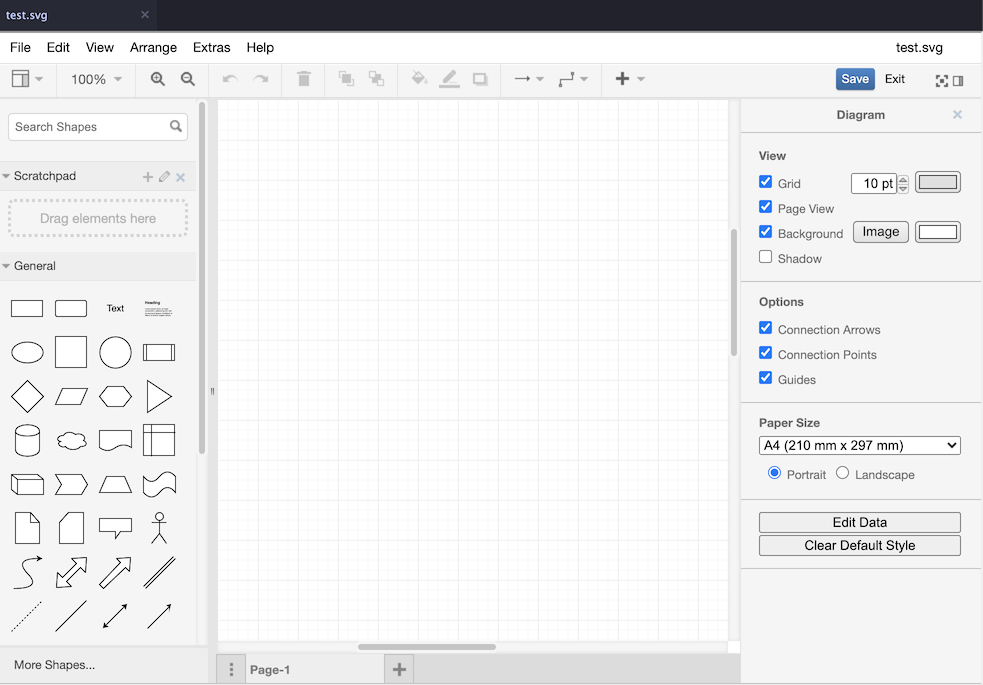 test.svg
File Edit View Arrange Extras Help test.svg
100% Save Exit
Search Shapes
Scratchpad
Drag elements here
General
Text
Heading
More Shapes...
Page-1
Diagram
View
Grid 10 pt
Page View
Background Image
Shadow
Options
Connection Arrows
Connection Points
Guides
Paper Size
A4 (210 mm x 297 mm)
Portrait Landscape
Edit Data
Clear Default Style